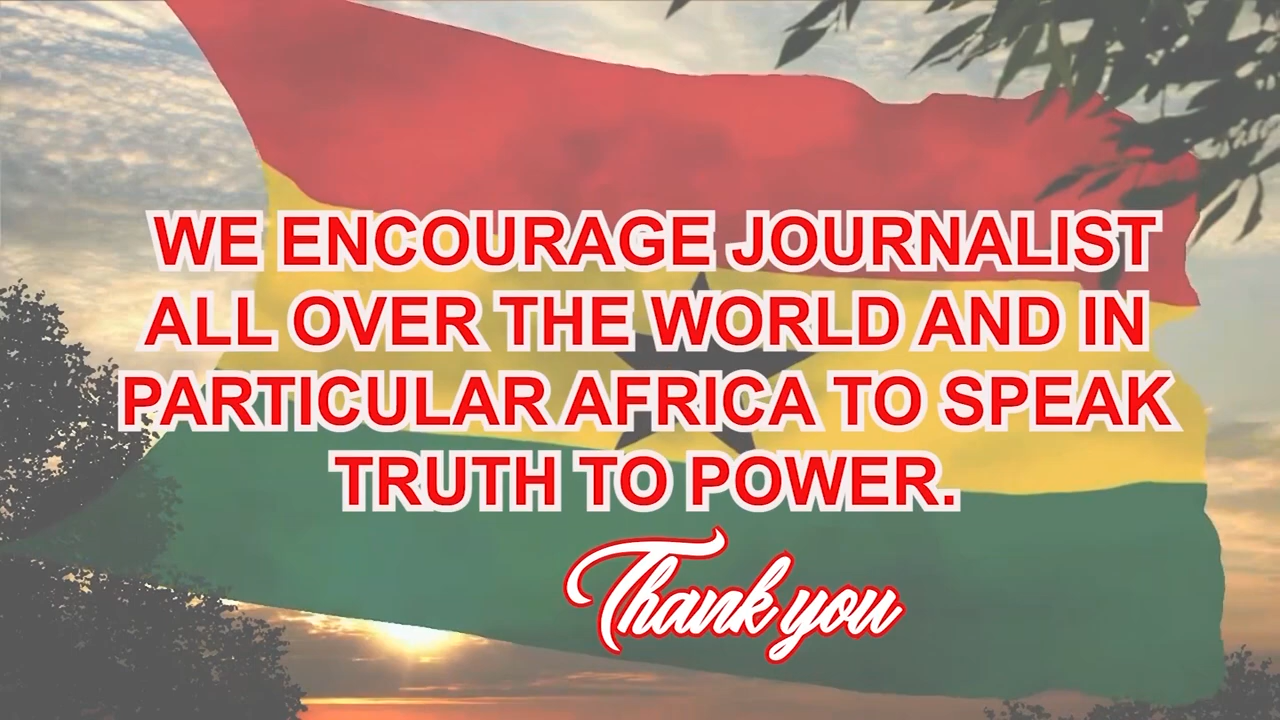 WE ENCOURAGE JOURNALIST
ALL OVER THE WORLD AND IN
PARTICULAR AFRICA TO SPEAK
TRUTH TO POWER.
Thank you